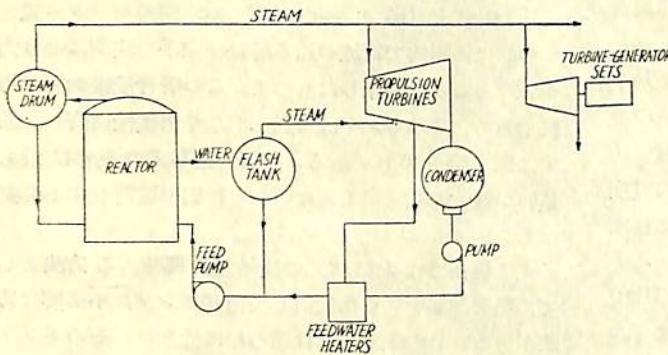 STEAM
TURBINE-GENERATOR
SETS
STEAM
DRUM
PROPULSION
TURBINES
STEAM
REACTOR
WATER
FLASH
TANK
CONDENSER
FEED
PUMP
PUMP
FEEDWATER
HEATERS